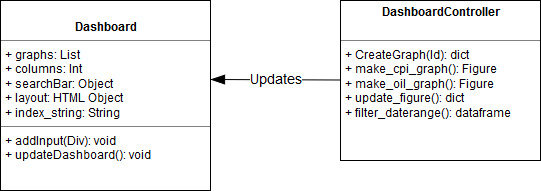 Dashboard
+ graphs: List
+ columns: Int
+ searchBar: Object
+ layout: HTML Object
+ index_string: String
+ addInput(Div): void
+ updateDashboard(): void
Updates
DashboardController
+ CreateGraph(Id): dict
+ make_cpi_graph(): Figure
+ make_oil_graph(): Figure
+ update_figure(): dict
+ filter_daterange(): dataframe